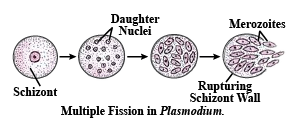 Daughter
Nuclei
Merozoites
Schizont
Rupturing
Schizont Wall
Multiple Fission in Plasmodium.